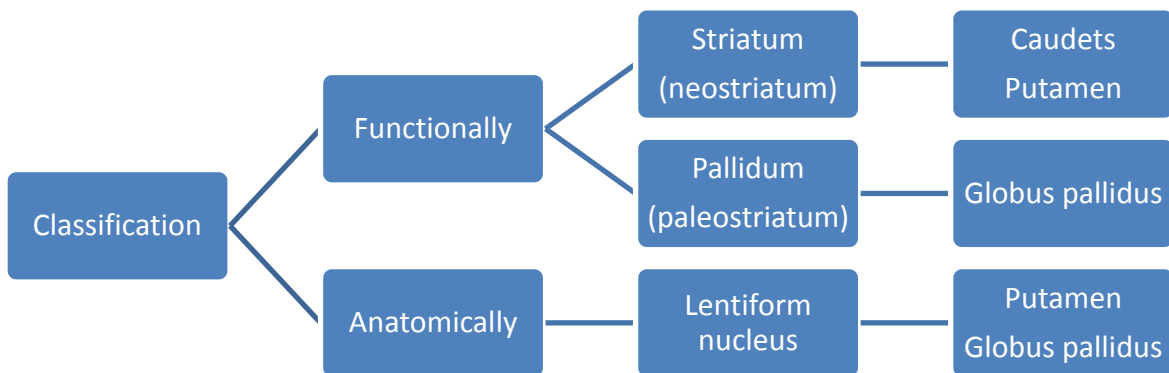 Classification
Functionally
Striatum
(neostriatum)
Caudets
Putamen
Pallidum
(paleostriatum)
Globus pallidus
Anatomically
Lentiform
nucleus
Putamen
Globus pallidus